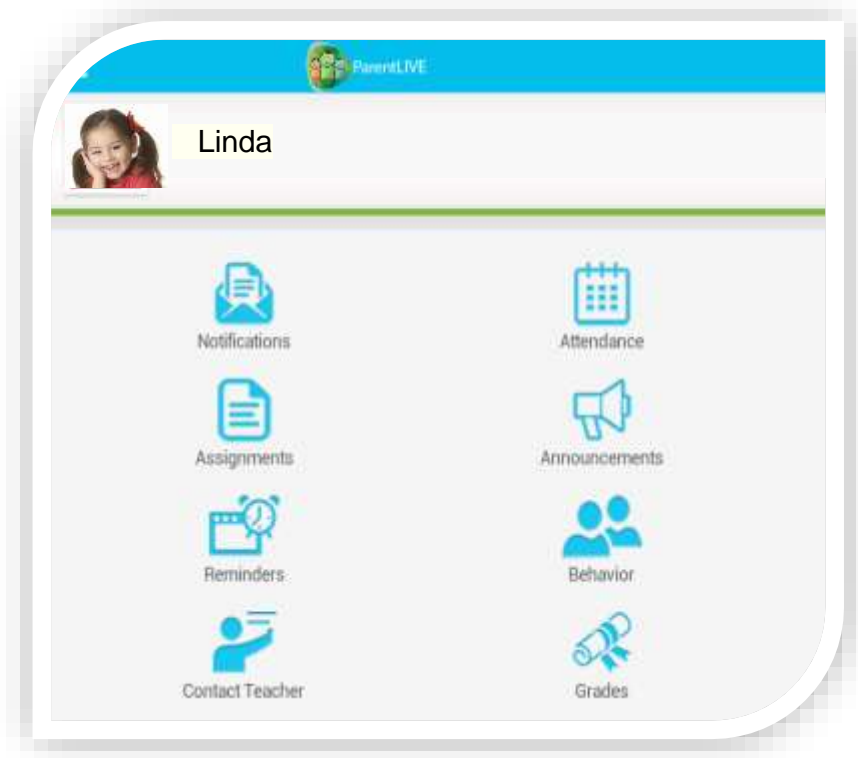 ParentLIVE
Linda
Notifications
Attendance
Assignments
Announcements
Reminders
Behavior
Contact Teacher
Grades